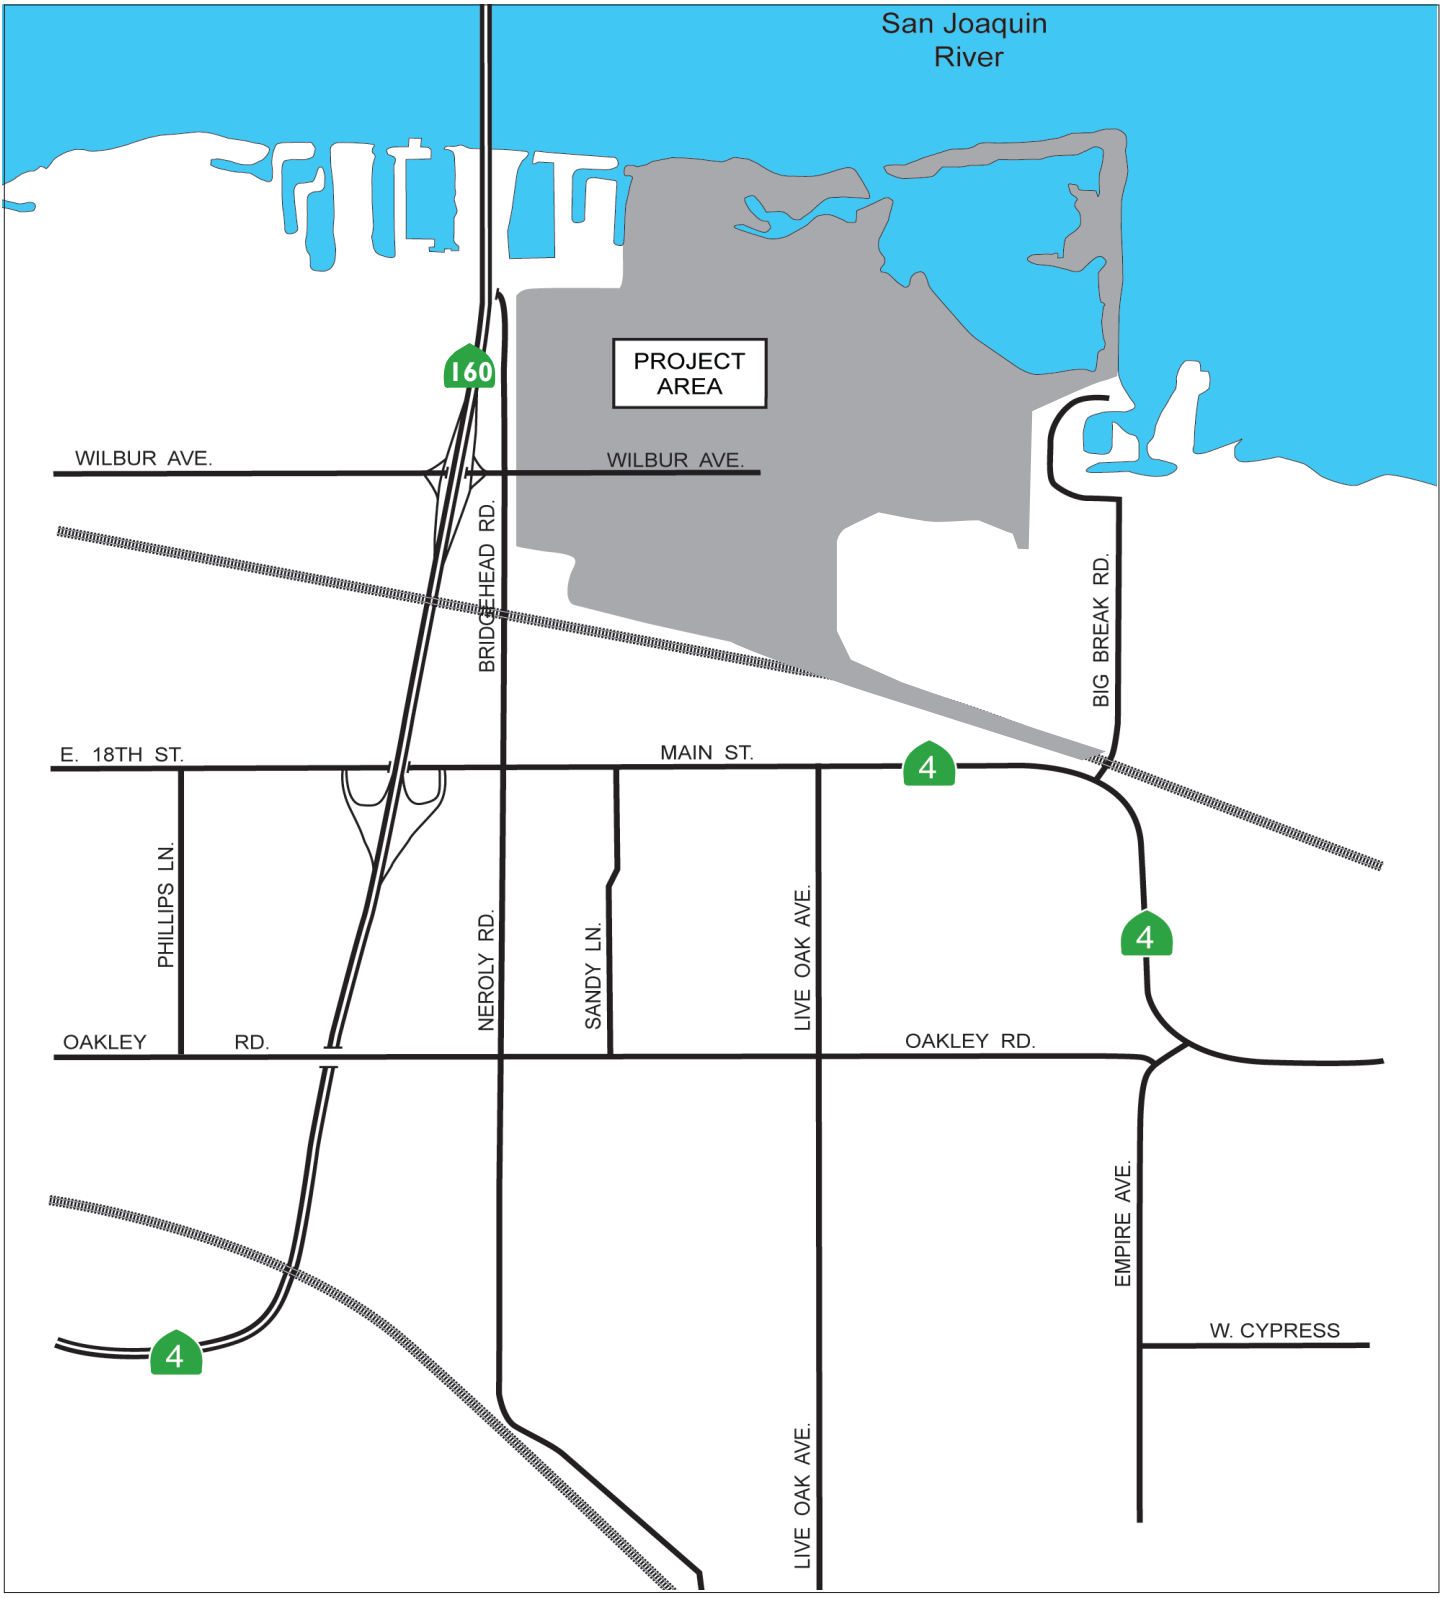 San Joaquin
River
PROJECT
AREA
160
WILBUR AVE.
WILBUR AVE.
BRIDGEHEAD RD.
BIG BREAK RD.
E. 18TH ST.
MAIN ST.
4
PHILLIPS LN.
NEROLY RD.
SANDY LN.
LIVE OAK AVE.
4
OAKLEY RD.
OAKLEY RD.
EMPIRE AVE.
W. CYPRESS
4
LIVE OAK AVE.